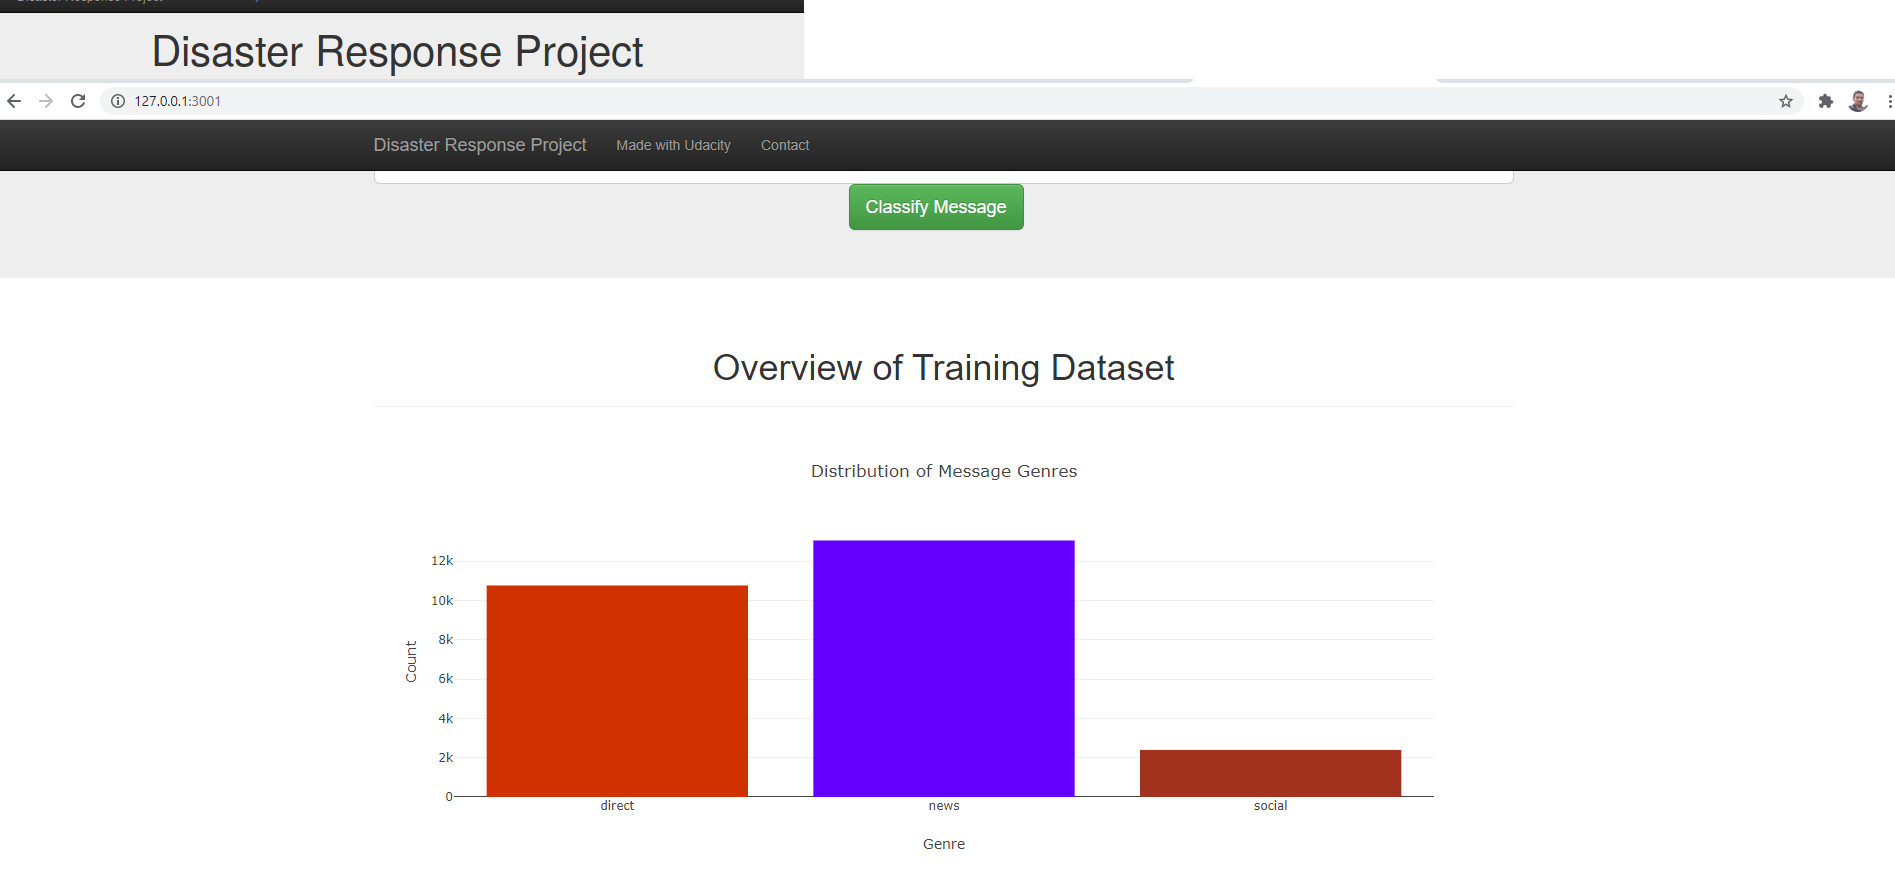 Disaster Response Project
127.0.0.1:3001
Disaster Response Project Made with Udacity Contact
Classify Message
Overview of Training Dataset
Distribution of Message Genres
12k
10k
8k
6k
4k
2k
0
Count
direct news social
Genre